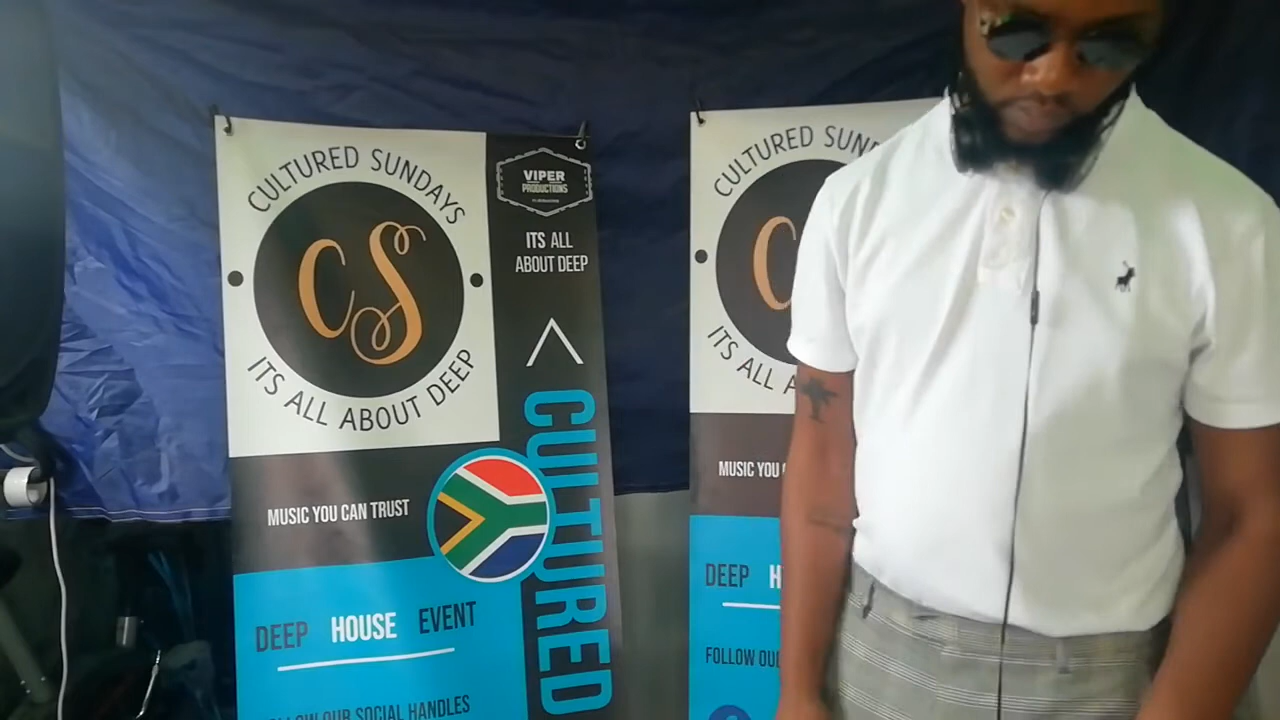 CULTURED SUNDAYS
CS
ITS ALL ABOUT DEEP
VIPER
PRODUCTIONS
ITS ALL
ABOUT DEEP
CULTURED
MUSIC YOU CAN TRUST
DEEP HOUSE EVENT
FOLLOW OUR SOCIAL HANDLES
CULTURED SUN
C
ITS ALL A
MUSIC YOU C
DEEP H
FOLLOW OU